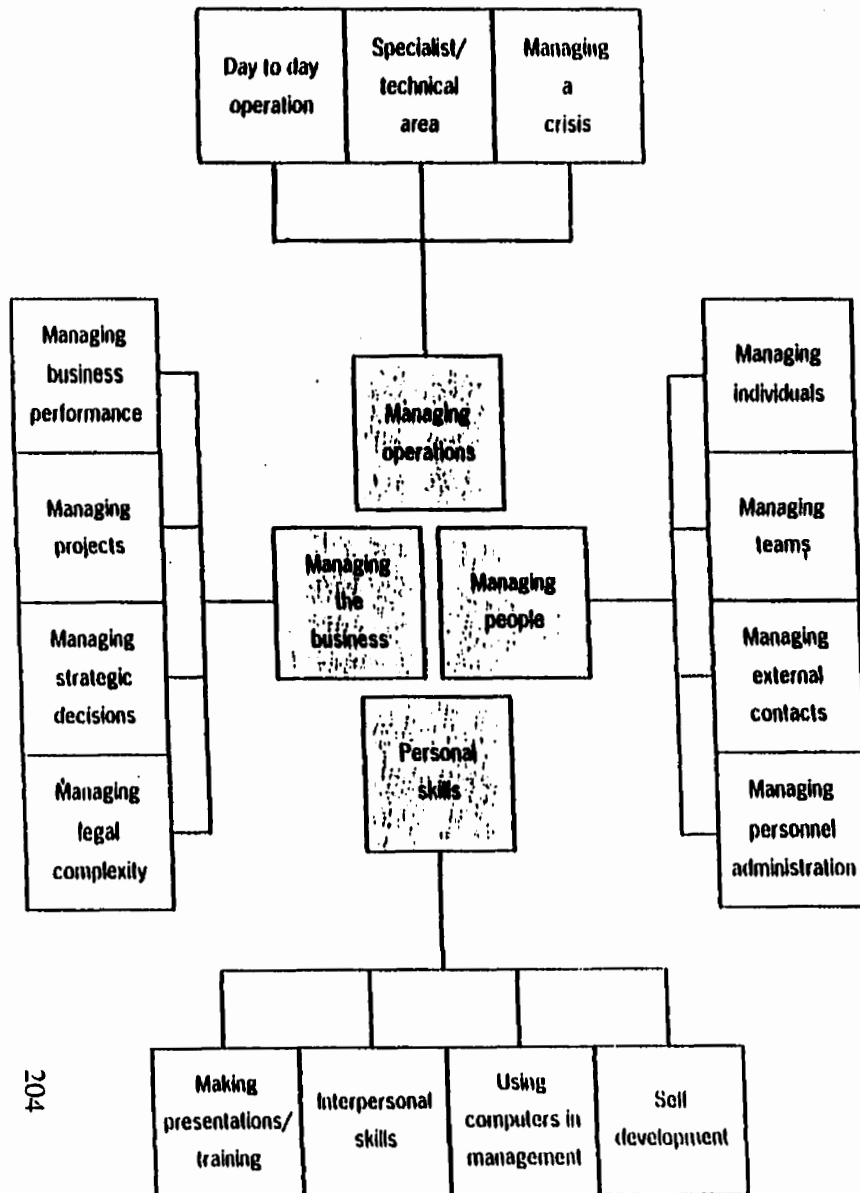 Day to day
operation
Specialist/
technical
area
Managing
a
crisis
Managing
business
performance
Managing
projects
Managing
strategic
decisions
Managing
legal
complexity
Managing
operations
Managing
the
business
Managing
people
Personal
skills
Managing
individuals
Managing
teams
Managing
external
contacts
Managing
personnel
administration
Making
presentations/
training
Interpersonal
skills
Using
computers in
management
Self
development
204